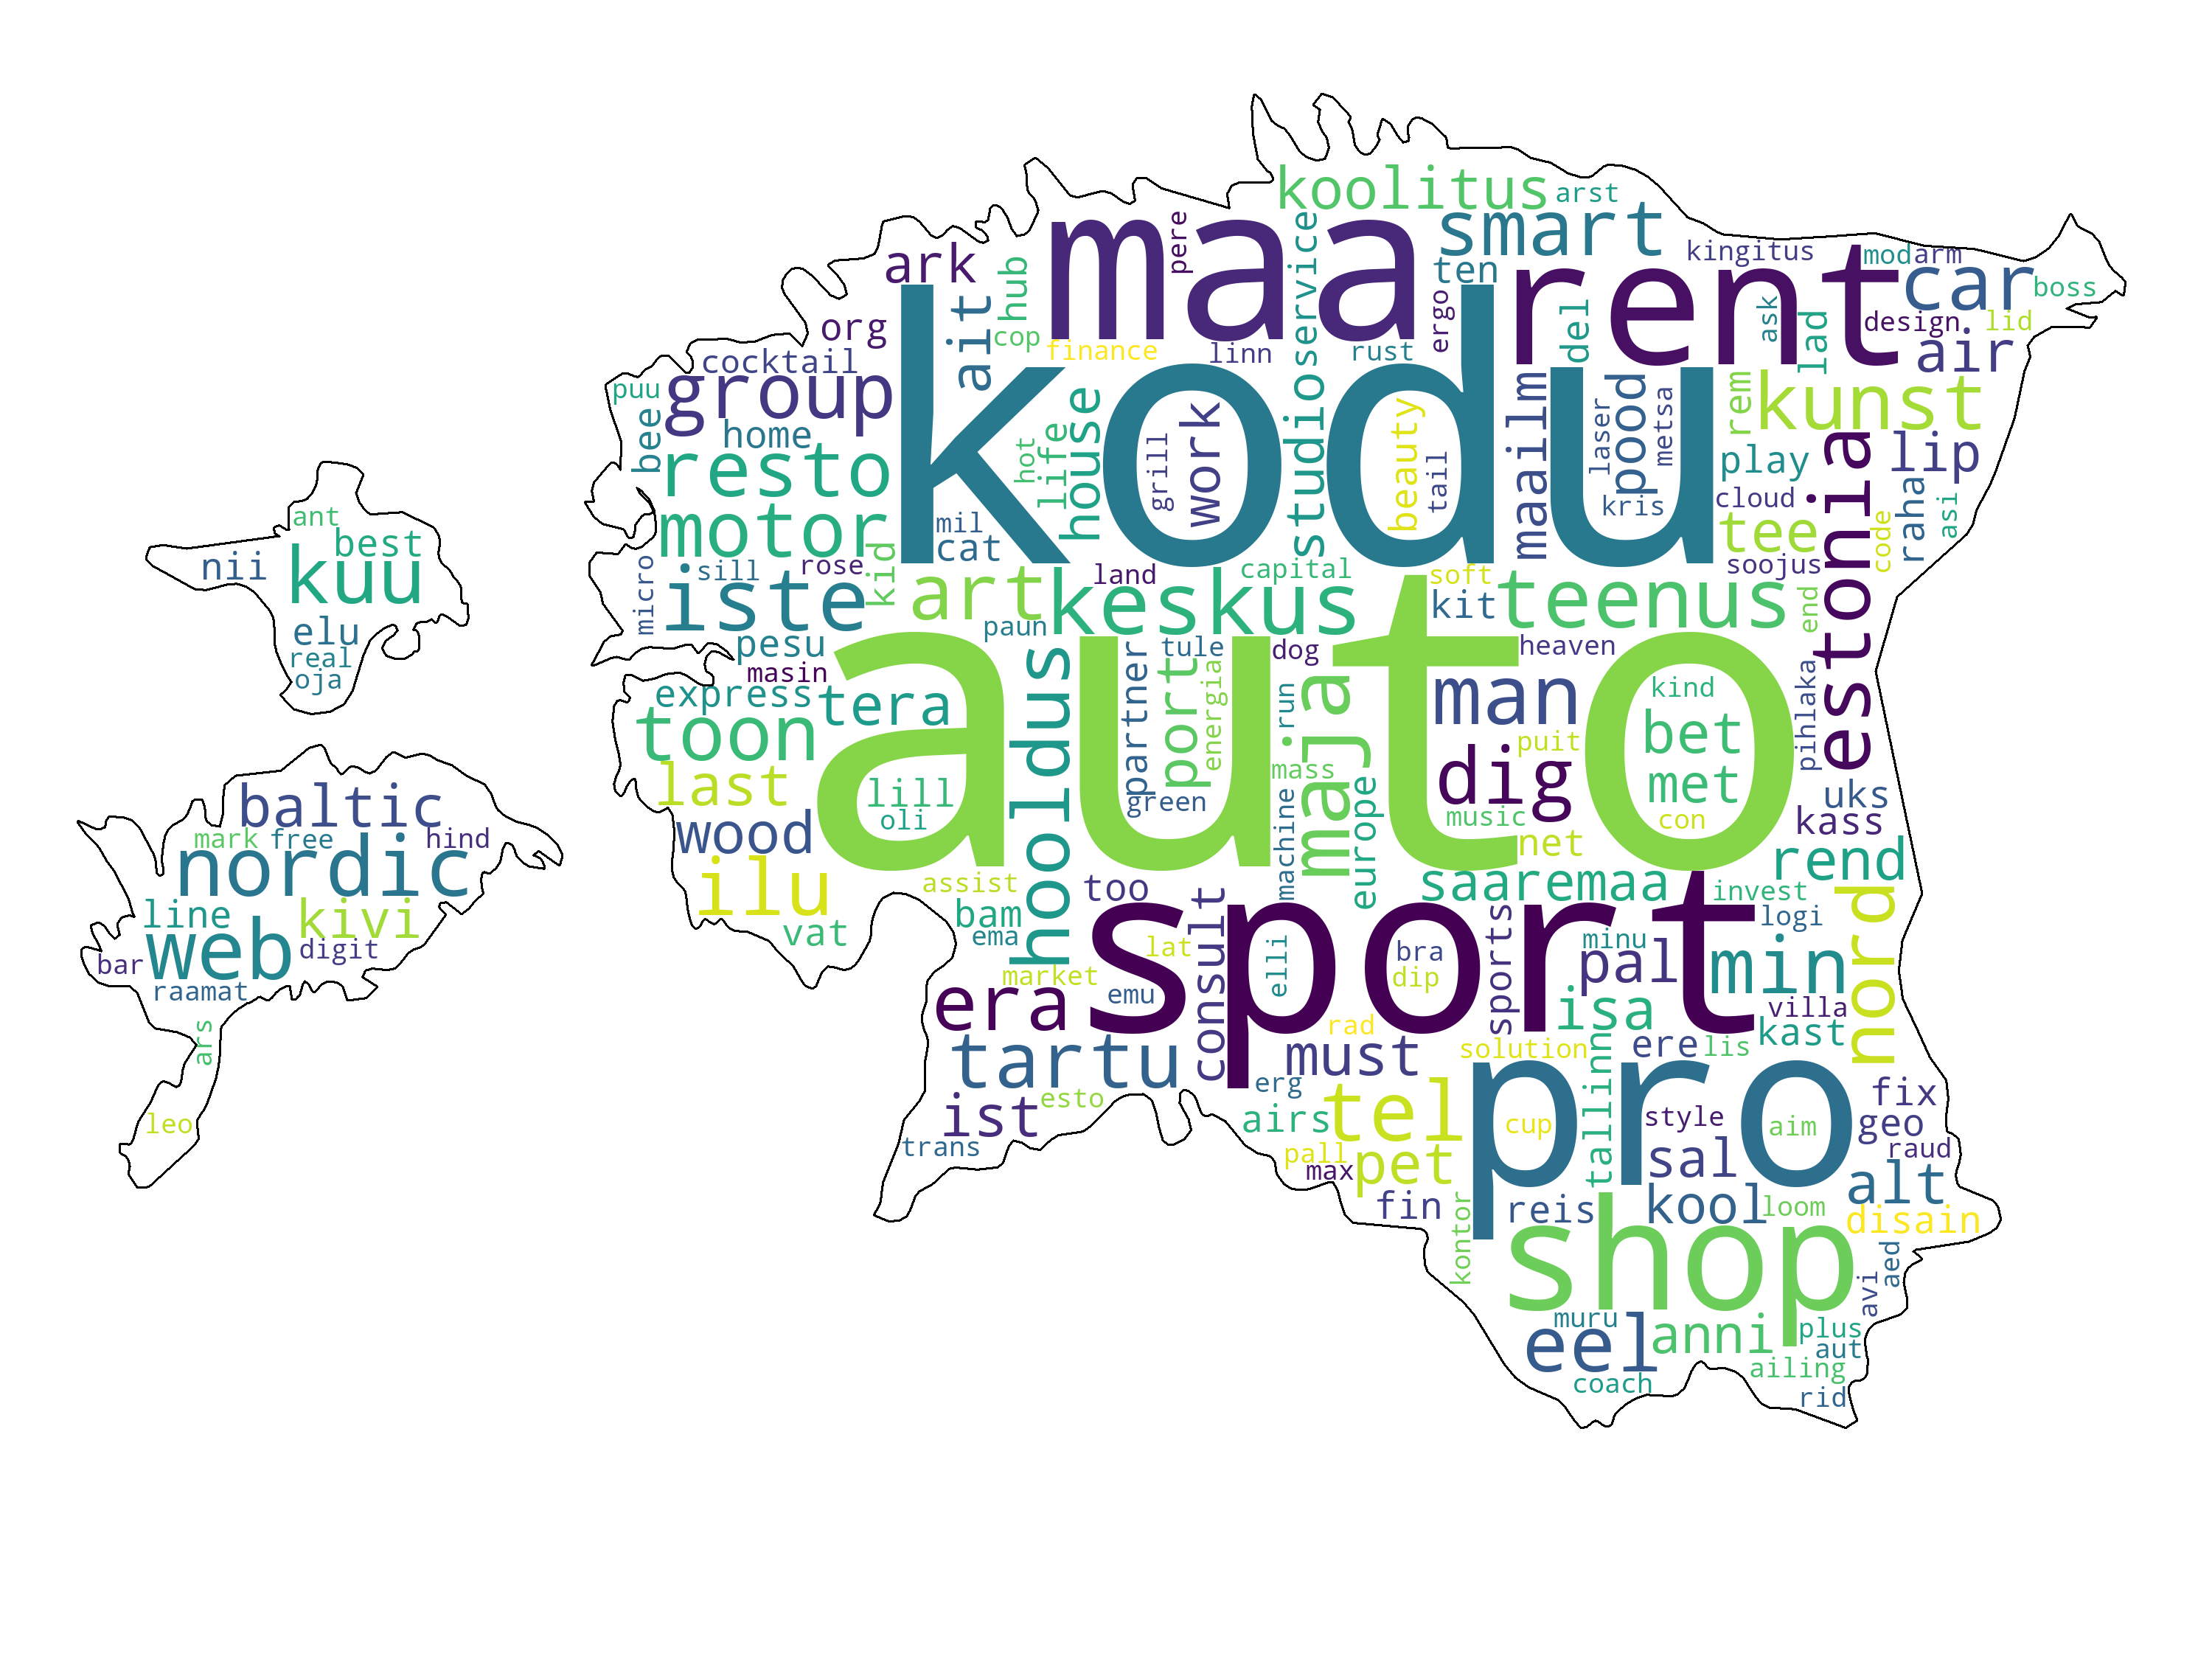 koolitus
arst
maa
pere
smart
service
ark
hub
kingitus
mod
arm
rent
car
boss
ten
ait
org
cop
finance
linn
rust
ergo
del
ask
lad
design
lid
air
cocktail
group
puu
bee
home
resto
motor
kodu
house
life
hot
grill
work
studio
beauty
tail
maailm
laser
pood
metsa
kris
rem
kunst
play
cloud
tee
lip
raha
asi
code
estonia
soojus
mil
cat
kid
micro
sill
rose
iste
art
paun
land
capital
keskus
soft
kit
teenus
end
ant
best
nii
kuu
elu
real
oja
pesu
masin
express
tera
toon
last
lill
oli
wood
ilu
vat
auto
hooldus
partner
tule
port
energia
green
dog
run
maja
mass
machine
europe
heaven
man
dig
puit
music
net
kind
bet
met
con
pihlaka
uks
kass
rend
saaremaa
invest
logi
nord
baltic
mark
free
hind
nordic
line
kivi
web
digit
bar
raamat
ars
leo
assist
bam
ema
too
lat
market
emu
consult
sport
elli
bra
dip
sports
minu
pal
min
villa
isa
kast
era
tartu
ist
esto
trans
rad
must
erg
airs
solution
ere
lis
tallinn
tel
pall
max
pet
fin
kontor
pro
cup
style
aim
sal
kool
reis
loom
fix
geo
raud
alt
disain
shop
aed
avi
muru
eel
anni
plus
aut
ailing
coach
rid